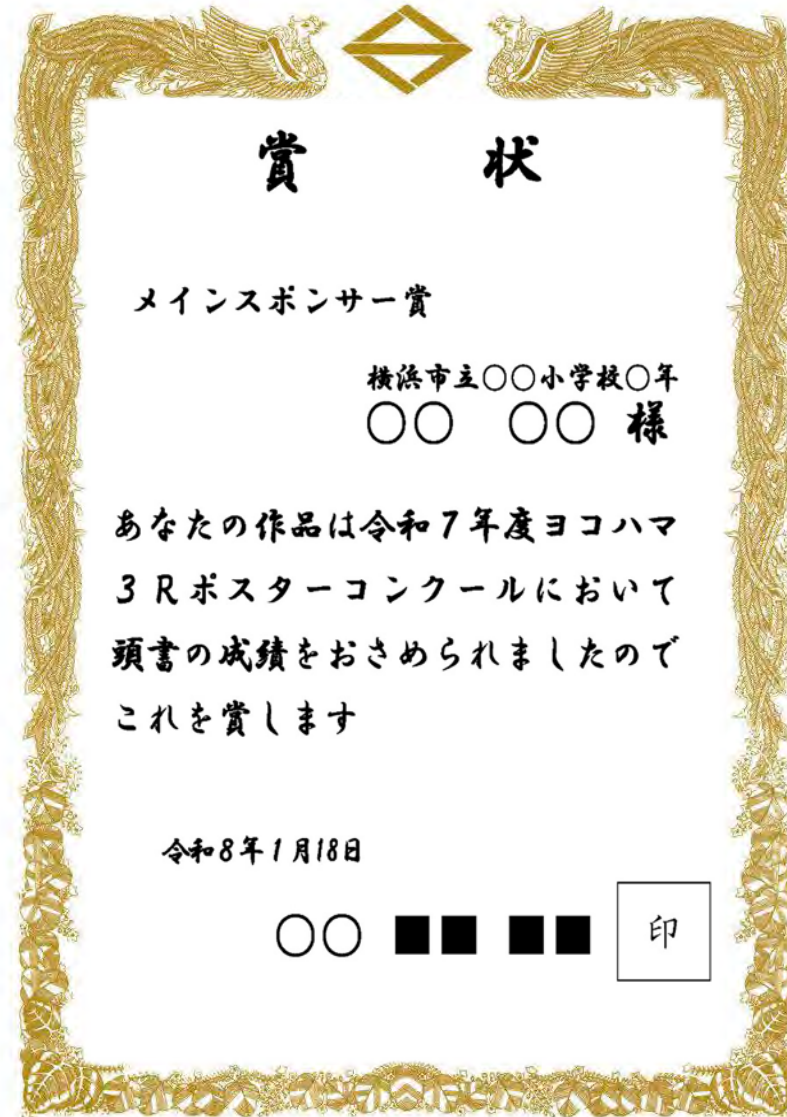 賞 状
メインスポンサー賞
横浜市立〇〇小学校〇年
〇〇 〇〇 様
あなたの作品は令和7年度ヨコハマ
3Rポスターコンクールにおいて
頭書の成績をおさめられましたので
これを賞します
令和8年1月18日
〇〇 ■■ ■■ 印